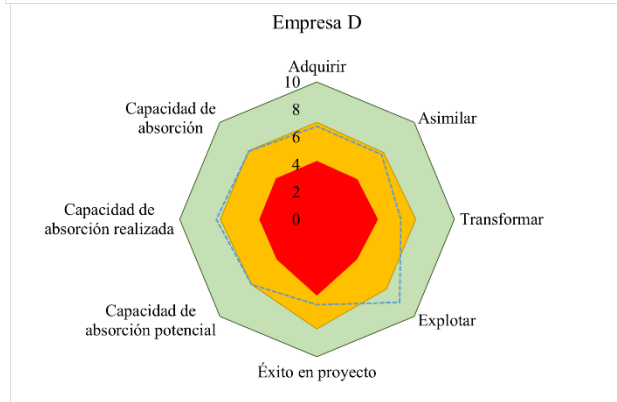 Empresa D
Adquirir
10
Capacidad de
absorción
8
Asimilar
6
4
2
Capacidad de
absorción realizada
0
Transformar
Capacidad de
absorción potencial
Explotar
Éxito en proyecto